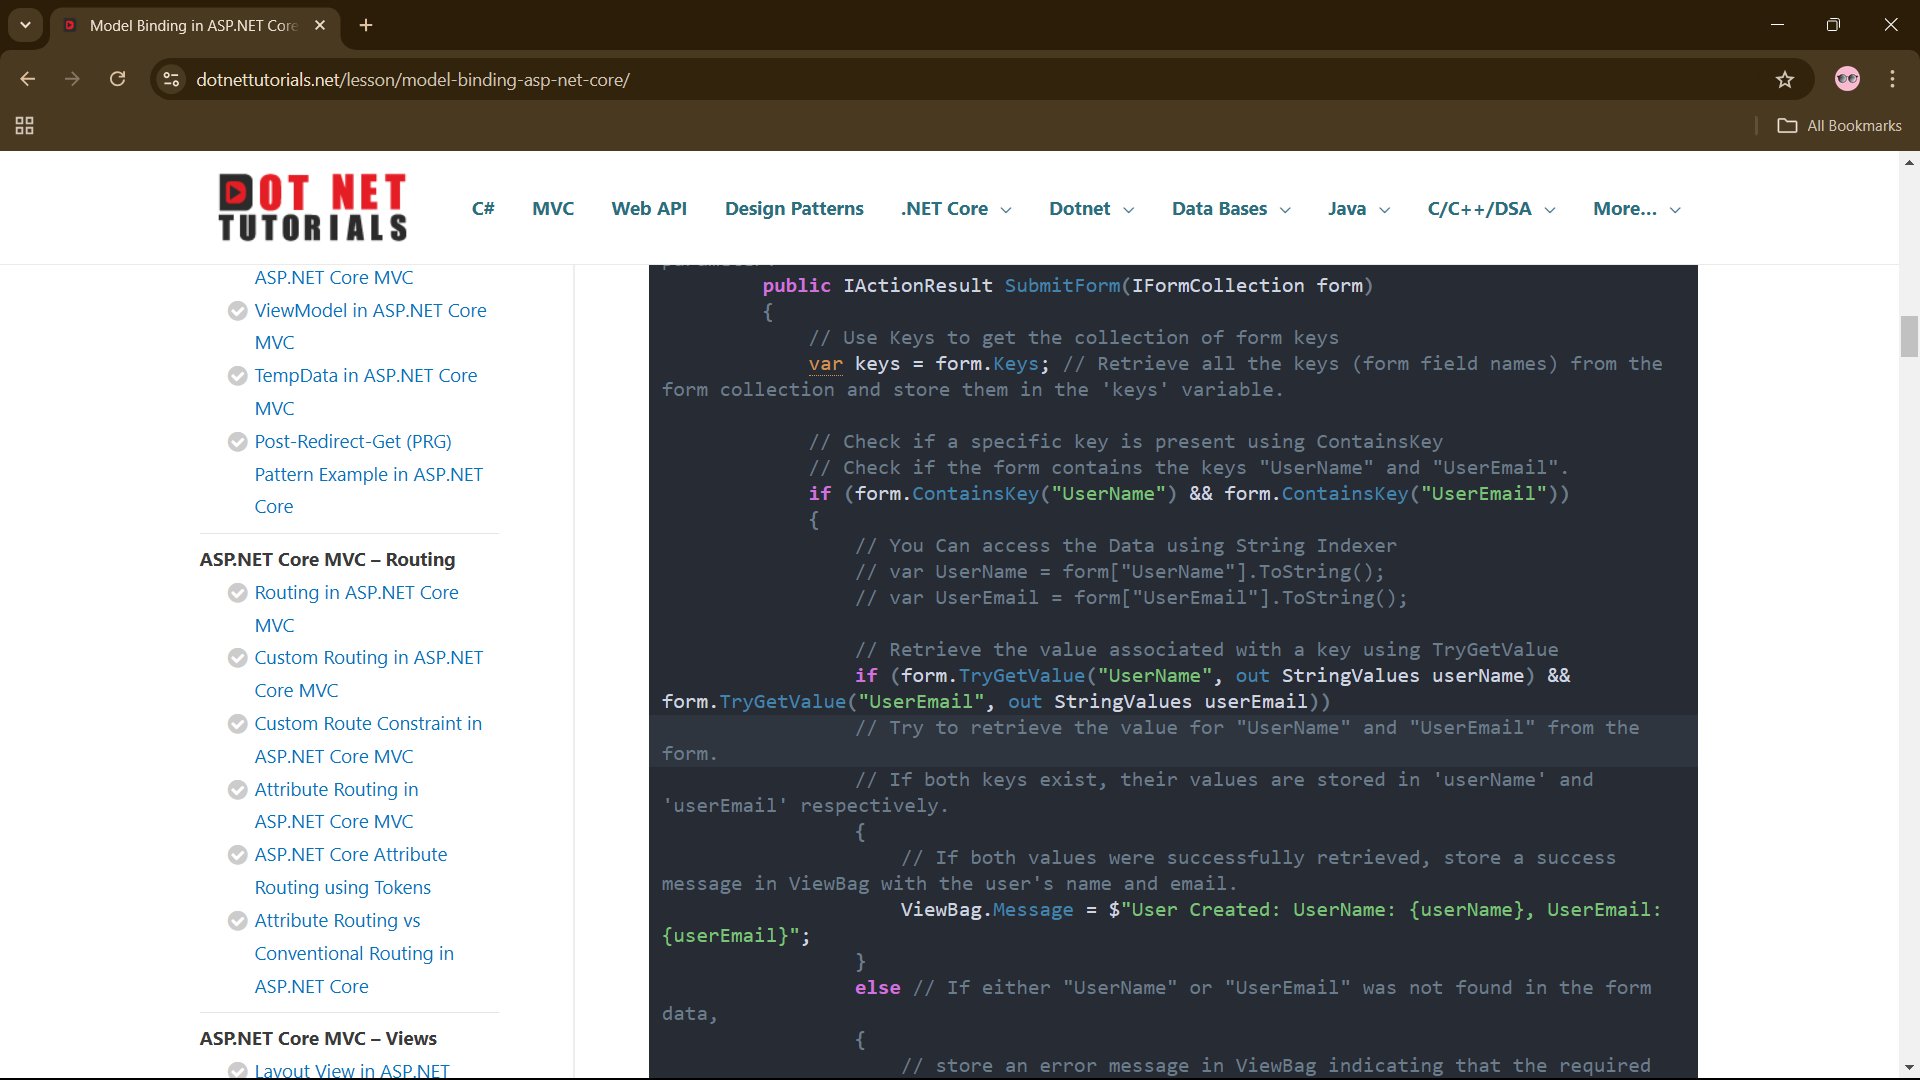 Model Binding in ASP.NET Core
dotnettutorials.net/lesson/model-binding-asp-net-core/
All Bookmarks
DOT NET
TUTORIALS
C# MVC Web API Design Patterns .NET Core Dotnet Data Bases Java C/C++/DSA More...
ASP.NET Core MVC
ViewModel in ASP.NET Core
MVC
TempData in ASP.NET Core
MVC
Post-Redirect-Get (PRG)
Pattern Example in ASP.NET
Core
ASP.NET Core MVC – Routing
Routing in ASP.NET Core
MVC
Custom Routing in ASP.NET
Core MVC
Custom Route Constraint in
ASP.NET Core MVC
Attribute Routing in
ASP.NET Core MVC
ASP.NET Core Attribute
Routing using Tokens
Attribute Routing vs
Conventional Routing in
ASP.NET Core
ASP.NET Core MVC – Views
Layout View in ASP.NET
public IActionResult SubmitForm(IFormCollection form)
{
// Use Keys to get the collection of form keys
var keys = form.Keys; // Retrieve all the keys (form field names) from the
form collection and store them in the 'keys' variable.
// Check if a specific key is present using ContainsKey
// Check if the form contains the keys "UserName" and "UserEmail".
if (form.ContainsKey("UserName") && form.ContainsKey("UserEmail"))
{
// You Can access the Data using String Indexer
// var UserName = form["UserName"].ToString();
// var UserEmail = form["UserEmail"].ToString();
// Retrieve the value associated with a key using TryGetValue
if (form.TryGetValue("UserName", out StringValues userName) &&
form.TryGetValue("UserEmail", out StringValues userEmail))
// Try to retrieve the value for "UserName" and "UserEmail" from the
form.
// If both keys exist, their values are stored in 'userName' and
'userEmail' respectively.
{
// If both values were successfully retrieved, store a success
message in ViewBag with the user's name and email.
ViewBag.Message = $"User Created: UserName: {userName}, UserEmail:
{userEmail}";
}
else // If either "UserName" or "UserEmail" was not found in the form
data,
{
// store an error message in ViewBag indicating that the required